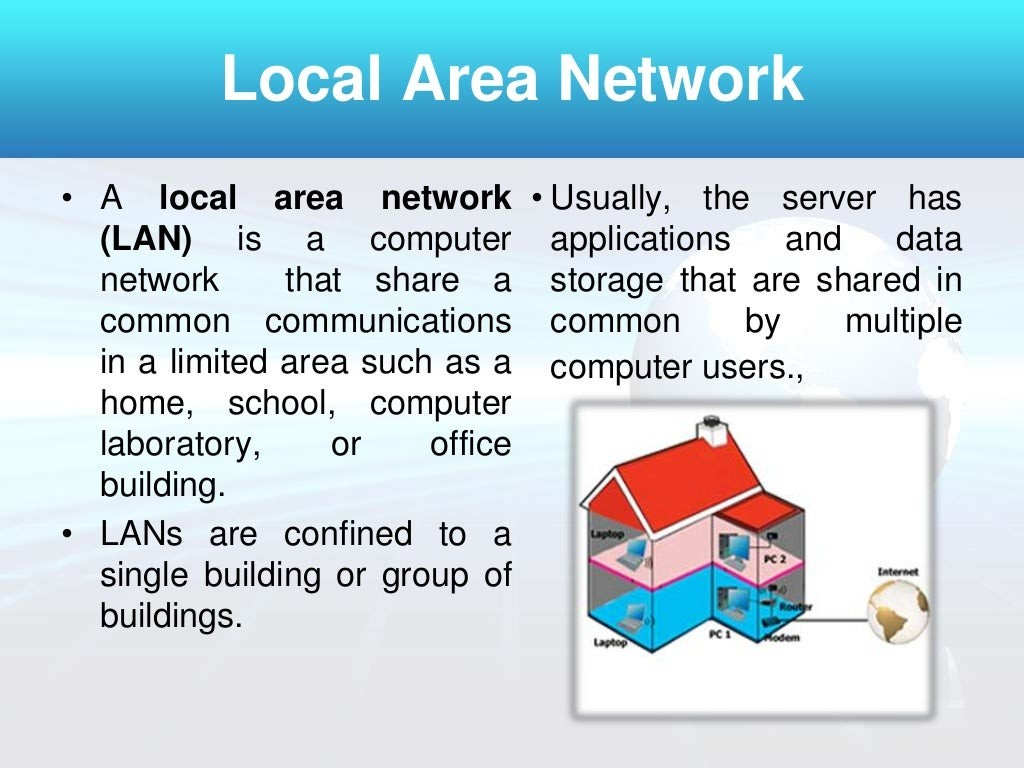 Local Area Network
• A local area network
(LAN) is a computer
network that share a
common communications
in a limited area such as a
home, school, computer
laboratory, or office
building.
• LANs are confined to a
single building or group of
buildings.
• Usually, the server has
applications and data
storage that are shared in
common by multiple
computer users.,
Laptop
PC 2
Internet
Router
Laptop
PC 1
Modem